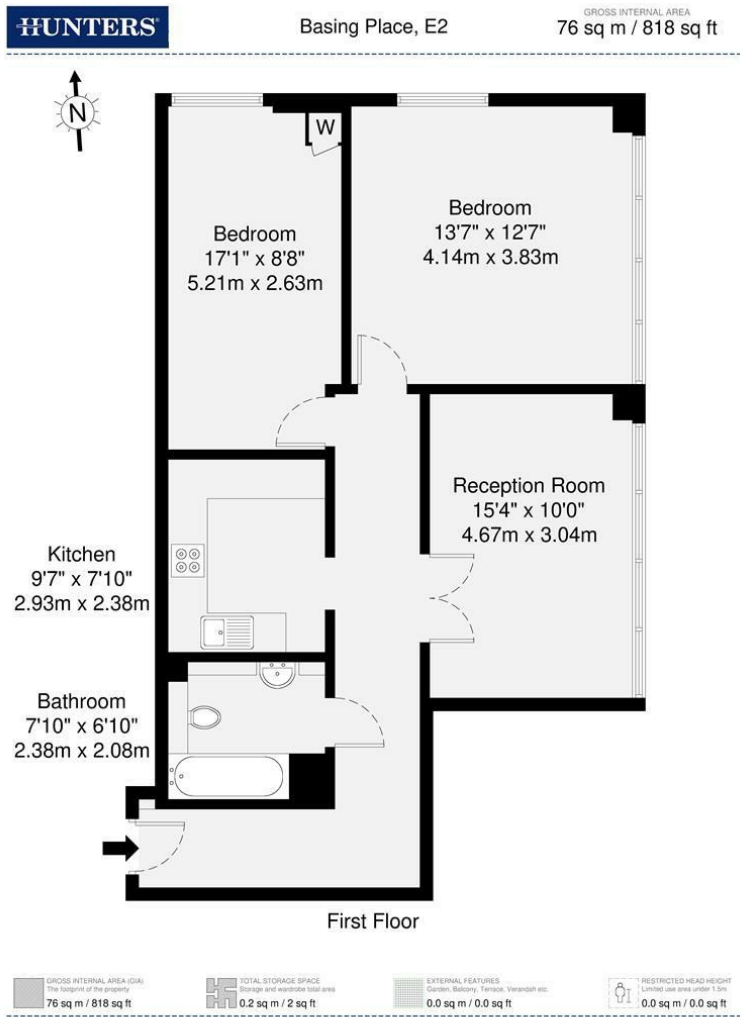 HUNTERS
Basing Place, E2
GROSS INTERNAL AREA
76 sq m / 818 sq ft
N
W
Bedroom
17'1" x 8'8"
5.21m x 2.63m
Bedroom
13'7" x 12'7"
4.14m x 3.83m
Reception Room
15'4" x 10'0"
4.67m x 3.04m
Kitchen
9'7" x 7'10"
2.93m x 2.38m
Bathroom
7'10" x 6'10"
2.38m x 2.08m
First Floor
GROSS INTERNAL AREA (GIA)
The footprint of the property
76 sq m / 818 sq ft
TOTAL STORAGE SPACE
Storage and wardrobe total area
0.2 sq m / 2 sq ft
EXTERNAL FEATURES
Garden, Balcony, Terrace, Verandah etc.
0.0 sq m / 0.0 sq ft
RESTRICTED HEAD HEIGHT
Limited use area under 1.5m
0.0 sq m / 0.0 sq ft